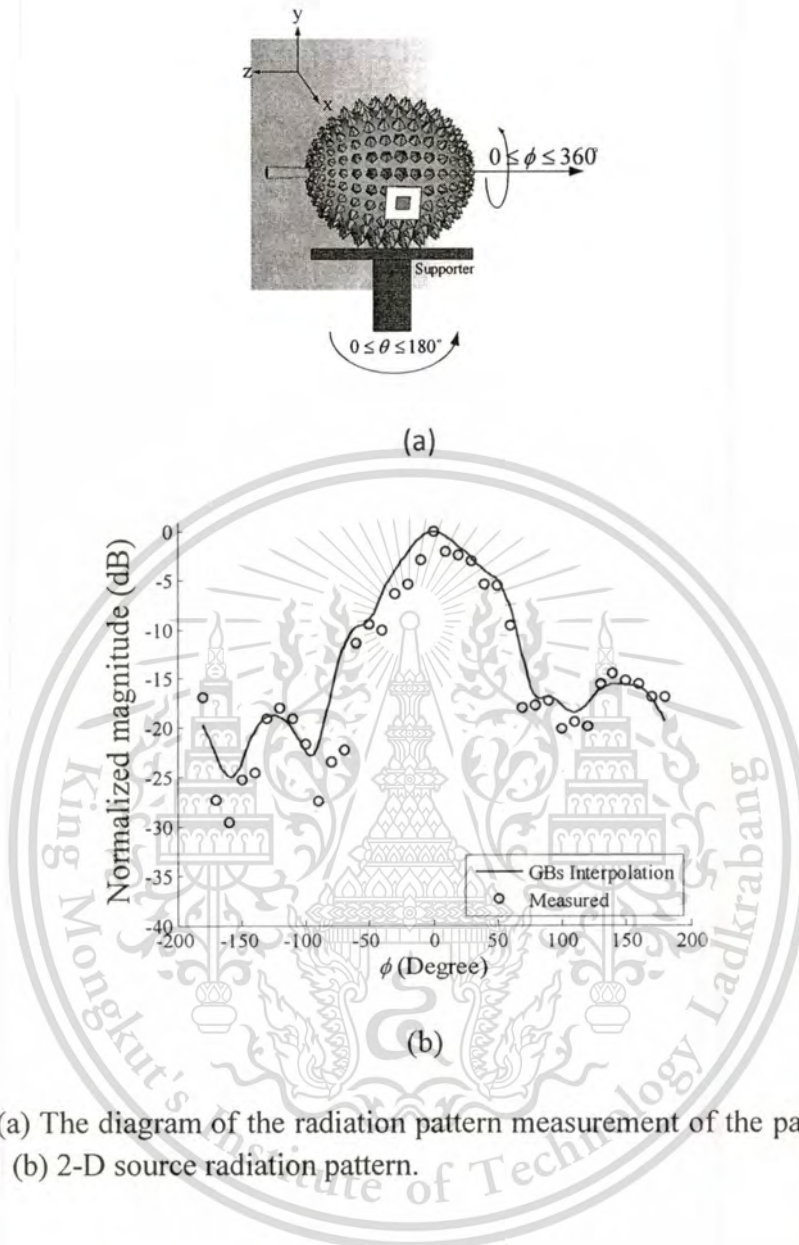 y
z
x
0 ≤ ϕ ≤ 360°
Supporter
0 ≤ θ ≤ 180°
(a)
Normalized magnitude (dB)
0
-5
-10
-15
-20
-25
-30
-35
-40
-200 -150 -100 -50 0 50 100 150 200
ϕ (Degree)
GBs Interpolation
Measured
(b)
(a) The diagram of the radiation pattern measurement of the pa
(b) 2-D source radiation pattern.
King Mongkut's Institute of Technology Ladkrabang